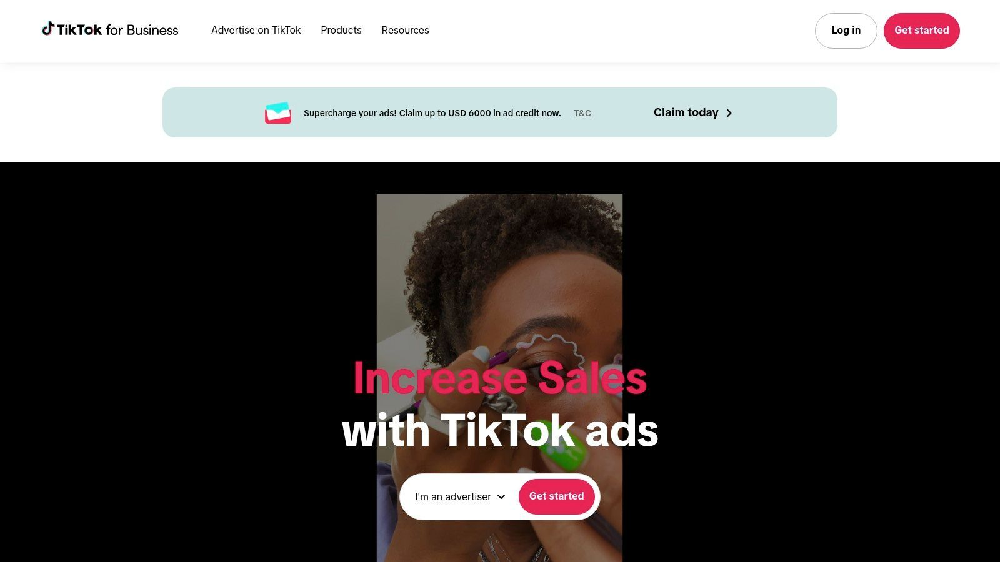 TikTok for Business
Advertise on TikTok
Products
Resources
Log in
Get started
Supercharge your ads! Claim up to USD 6000 in ad credit now.
T&C
Claim today
Increase Sales
with TikTok ads
I'm an advertiser
Get started